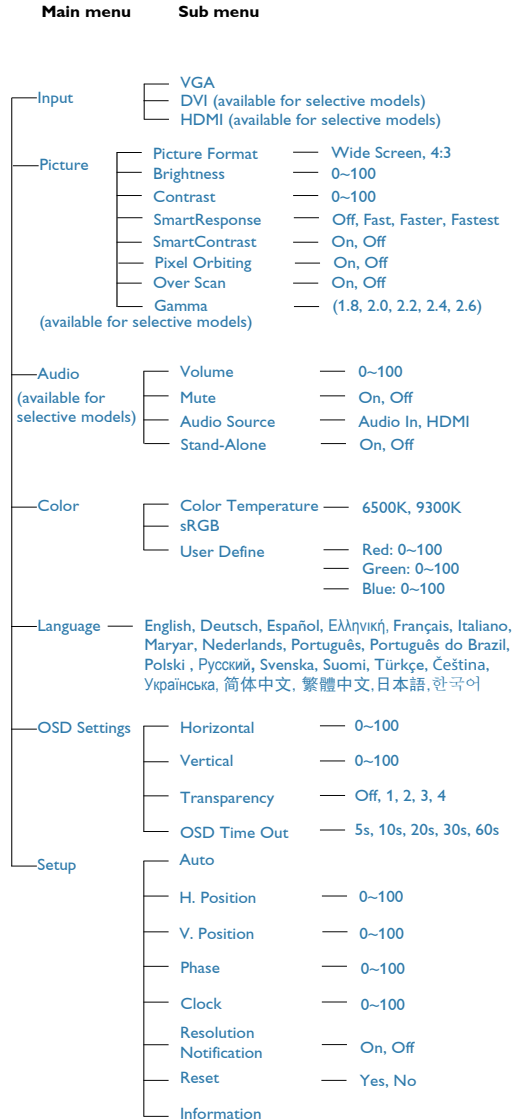 Main menu Sub menu
Input
VGA
DVI (available for selective models)
HDMI (available for selective models)
Picture
Picture Format Wide Screen, 4:3
Brightness 0~100
Contrast 0~100
SmartResponse Off, Fast, Faster, Fastest
SmartContrast On, Off
Pixel Orbiting On, Off
Over Scan On, Off
Gamma (1.8, 2.0, 2.2, 2.4, 2.6)
(available for selective models)
Audio
(available for
selective models)
Volume 0~100
Mute On, Off
Audio Source Audio In, HDMI
Stand-Alone On, Off
Color
Color Temperature 6500K, 9300K
sRGB
User Define Red: 0~100
Green: 0~100
Blue: 0~100
Language English, Deutsch, Español, Ελληνική, Français, Italiano,
Maryar, Nederlands, Português, Português do Brazil,
Polski , Русский, Svenska, Suomi, Türkçe, Čeština,
Українська, 简体中文, 繁體中文,日本語,한국어
OSD Settings
Horizontal 0~100
Vertical 0~100
Transparency Off, 1, 2, 3, 4
OSD Time Out 5s, 10s, 20s, 30s, 60s
Setup
Auto
H. Position 0~100
V. Position 0~100
Phase 0~100
Clock 0~100
Resolution
Notification On, Off
Reset Yes, No
Information